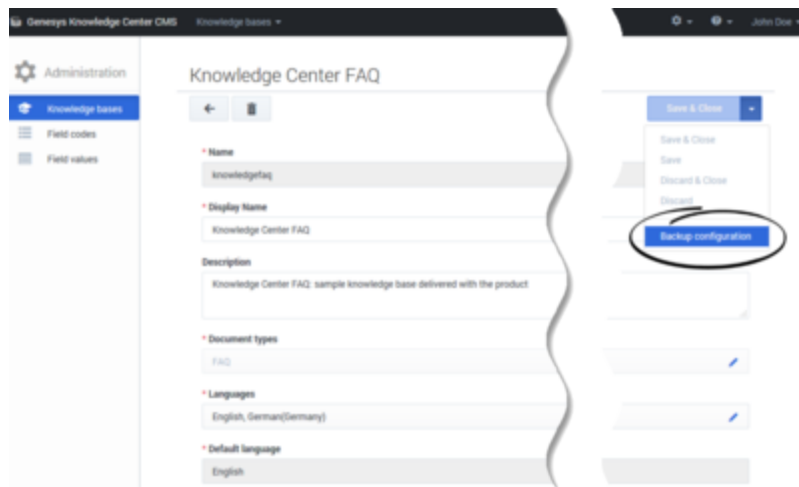 Genesys Knowledge Center CMS Knowledge bases John Doe
Administration
Knowledge bases
Field codes
Field values
Knowledge Center FAQ
Save & Close
Save & Close
Save
Discard & Close
Discard
Backup configuration
* Name
knowledgefaq
* Display Name
Knowledge Center FAQ
Description
Knowledge Center FAQ: sample knowledge base delivered with the product
* Document types
FAQ
* Languages
English, German(Germany)
* Default language
English